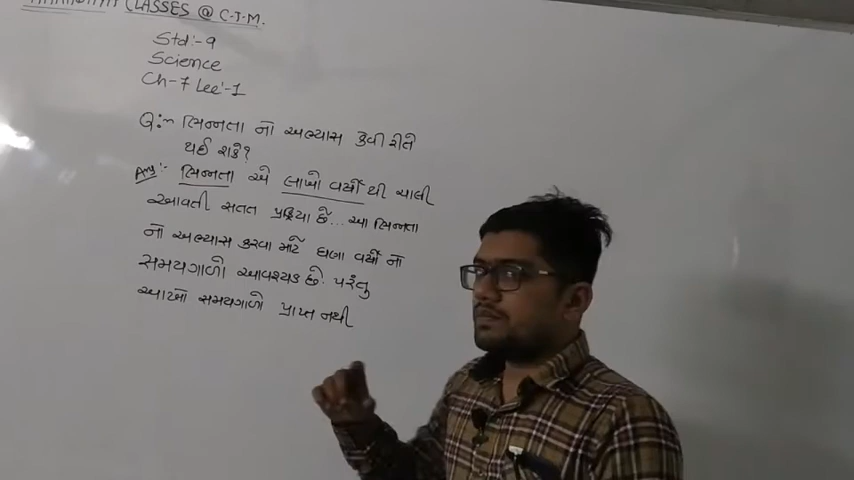 CLASSES @ C.T.M.
Std:- 9
Science
Ch-7 Lec'-1
Q:~ ભિન્નતા નો અભ્યાસ કેવી રીતે
થઈ શકે?
Ans:- ભિન્નતા એ લાખો વર્ષો થી ચાલી
આવતી સતત પ્રક્રિયા છે... આ ભિન્નતા
નો અભ્યાસ કરવા માટે ઘણા વર્ષો નો
સમયગાળો આવશ્યક છે. પરંતુ
આખો સમયગાળો પ્રાપ્ત નથી